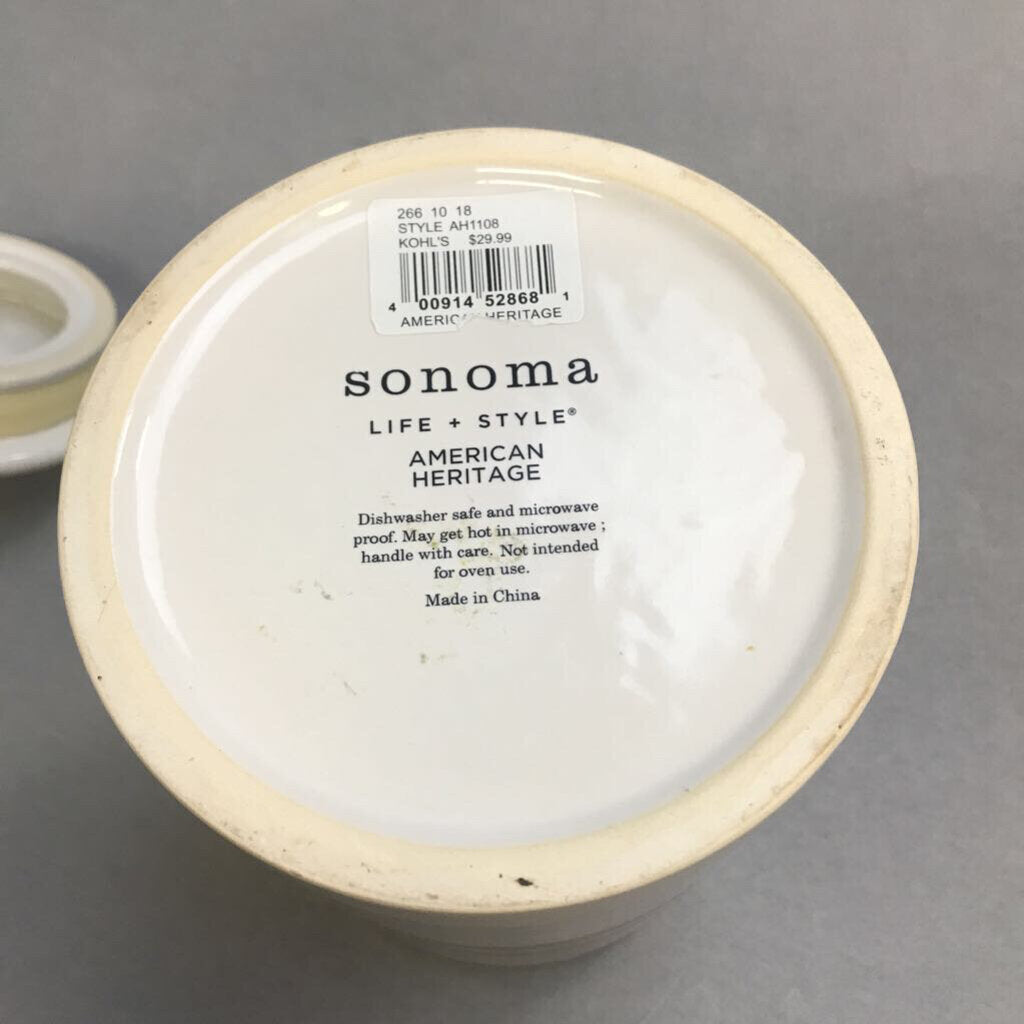 266 10 18
STYLE AH1108
KOHL'S $29.99
4 00914 52868 1
AMERICAN HERITAGE
sonoma
LIFE + STYLE®
AMERICAN
HERITAGE
Dishwasher safe and microwave
proof. May get hot in microwave ;
handle with care. Not intended
for oven use.
Made in China